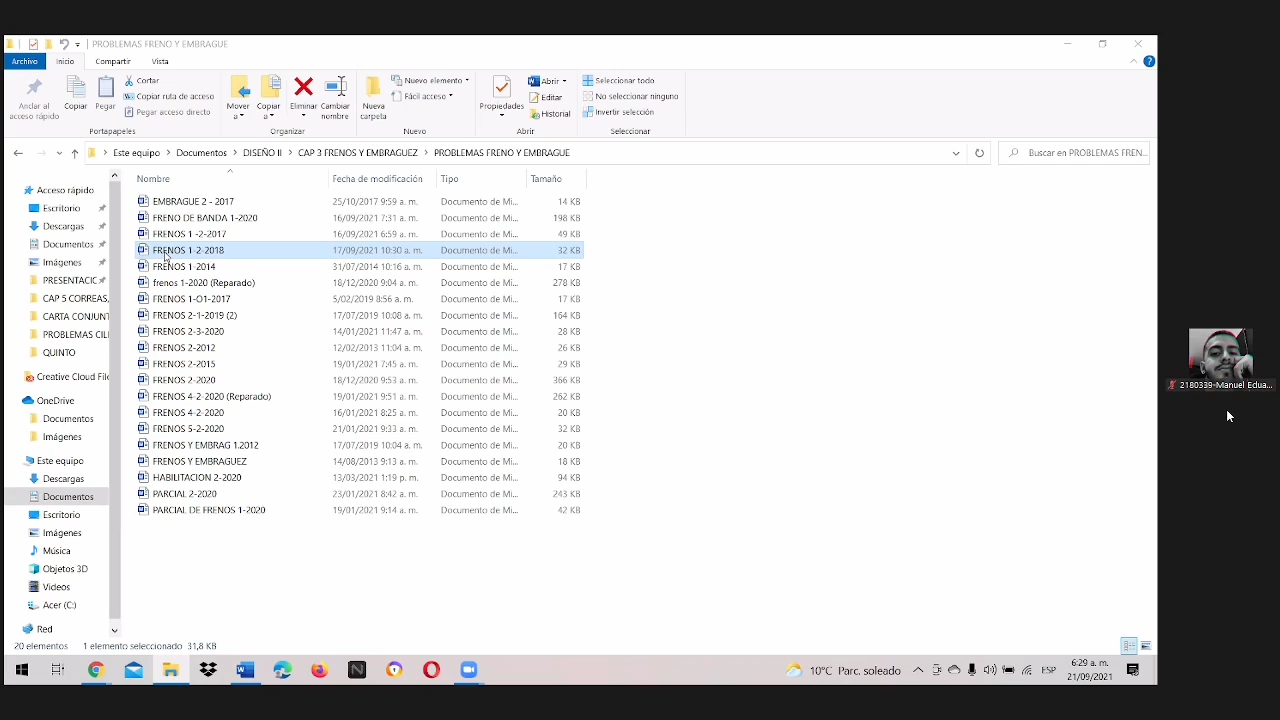 PROBLEMAS FRENO Y EMBRAGUE
Archivo Inicio Compartir Vista
Anclar al acceso rápido
Copiar
Pegar
Cortar
Copiar ruta de acceso
Pegar acceso directo
Portapapeles
Mover a
Copiar a
Eliminar
Cambiar nombre
Organizar
Nueva carpeta
Nuevo elemento
Fácil acceso
Nuevo
Propiedades
Abrir
Editar
Historial
Abrir
Seleccionar todo
No seleccionar ninguno
Invertir selección
Seleccionar
Este equipo > Documentos > DISEÑO II > CAP 3 FRENOS Y EMBRAGUEZ > PROBLEMAS FRENO Y EMBRAGUE
Buscar en PROBLEMAS FREN...
Nombre Fecha de modificación Tipo Tamaño
Acceso rápido
Escritorio
Descargas
Documentos
Imágenes
PRESENTACIC
CAP 5 CORREAS,
CARTA CONJUNT
PROBLEMAS CIL
QUINTO
Creative Cloud File
OneDrive
Documentos
Imágenes
Este equipo
Descargas
Documentos
Escritorio
Imágenes
Música
Objetos 3D
Videos
Acer (C:)
Red
EMBRAGUE 2 - 2017 25/10/2017 9:59 a. m. Documento de Mi... 14 KB
FRENO DE BANDA 1-2020 16/09/2021 7:31 a. m. Documento de Mi... 198 KB
FRENOS 1 -2-2017 16/09/2021 6:59 a. m. Documento de Mi... 49 KB
FRENOS 1-2-2018 17/09/2021 10:30 a. m. Documento de Mi... 32 KB
FRENOS 1-2014 31/07/2014 10:16 a. m. Documento de Mi... 17 KB
frenos 1-2020 (Reparado) 18/12/2020 9:04 a. m. Documento de Mi... 278 KB
FRENOS 1-O1-2017 5/02/2019 8:56 a. m. Documento de Mi... 17 KB
FRENOS 2-1-2019 (2) 17/07/2019 10:08 a. m. Documento de Mi... 164 KB
FRENOS 2-3-2020 14/01/2021 11:47 a. m. Documento de Mi... 28 KB
FRENOS 2-2012 12/02/2013 11:04 a. m. Documento de Mi... 26 KB
FRENOS 2-2015 19/01/2021 7:45 a. m. Documento de Mi... 29 KB
FRENOS 2-2020 18/12/2020 9:53 a. m. Documento de Mi... 366 KB
FRENOS 4-2-2020 (Reparado) 19/01/2021 9:51 a. m. Documento de Mi... 262 KB
FRENOS 4-2-2020 16/01/2021 8:25 a. m. Documento de Mi... 20 KB
FRENOS 5-2-2020 21/01/2021 9:33 a. m. Documento de Mi... 32 KB
FRENOS Y EMBRAG 1.2012 17/07/2019 10:04 a. m. Documento de Mi... 20 KB
FRENOS Y EMBRAGUEZ 14/08/2013 9:13 a. m. Documento de Mi... 18 KB
HABILITACION 2-2020 13/03/2021 1:19 p. m. Documento de Mi... 94 KB
PARCIAL 2-2020 23/01/2021 8:42 a. m. Documento de Mi... 243 KB
PARCIAL DE FRENOS 1-2020 19/01/2021 9:14 a. m. Documento de Mi... 42 KB
2180339-Manuel Edua...
20 elementos 1 elemento seleccionado 31,8 KB
10°C Parc. soleado
ESP
6:29 a. m.
21/09/2021